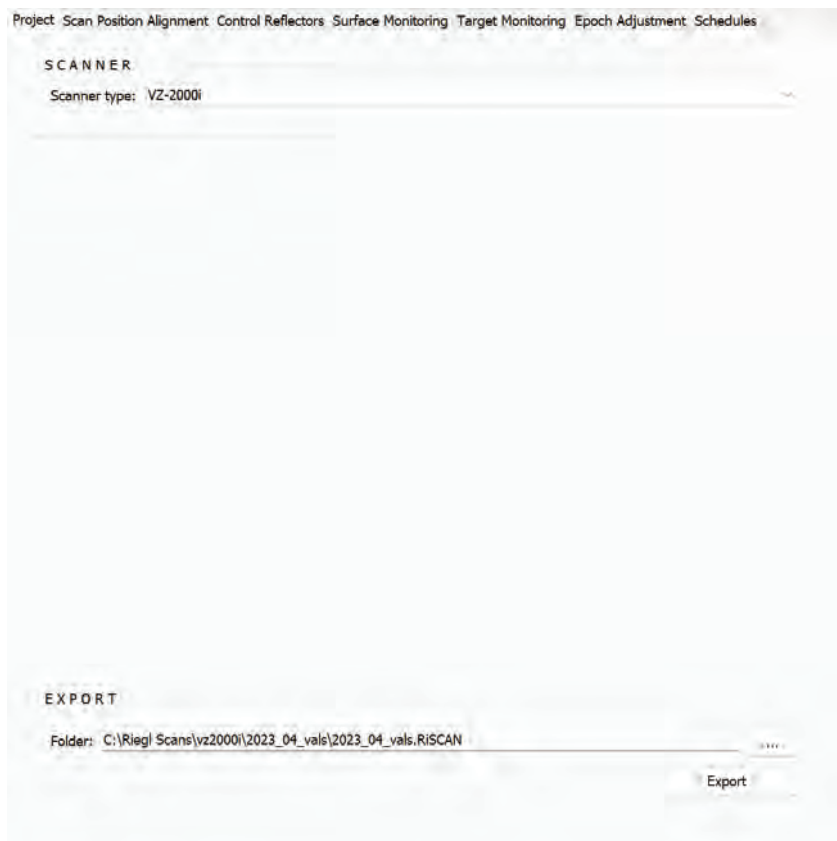 Project Scan Position Alignment Control Reflectors Surface Monitoring Target Monitoring Epoch Adjustment Schedules
SCANNER
Scanner type: VZ-2000i
EXPORT
Folder: C:\Riegl Scans\vz2000i\2023_04_vals\2023_04_vals.RiSCAN ....
Export